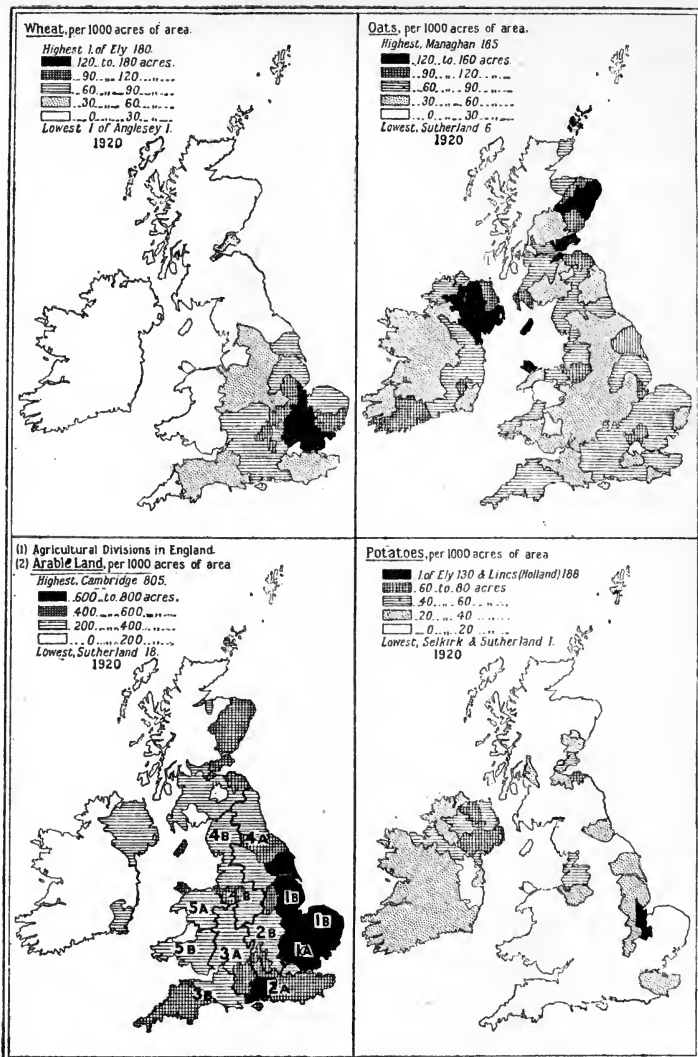 Wheat, per 1000 acres of area.
Highest I. of Ely 180.
120 .. to .. 180 acres.
90 .. „ .. 120 .. „ ..
60 .. „ .. 90 .. „ ..
30 .. „ .. 60 .. „ ..
0 .. „ .. 30 .. „ ..
Lowest I of Anglesey 1.
1920
Oats, per 1000 acres of area.
Highest, Managhan 185
120 .. to .. 160 acres.
90 .. „ .. 120 .. „ ..
60 .. „ .. 90 .. „ ..
30 .. „ .. 60 .. „ ..
0 .. „ .. 30 .. „ ..
Lowest, Sutherland 6
1920
(1) Agricultural Divisions in England.
(2) Arable Land, per 1000 acres of area
Highest, Cambridge 805.
600 .. to .. 800 acres.
400 .. „ .. 600 .. „ ..
200 .. „ .. 400 .. „ ..
0 .. „ .. 200 .. „ ..
Lowest, Sutherland 18.
1920
4B
4A
1B
5A
1B
2B
5B
3A
1A
3B
2A
Potatoes, per 1000 acres of area
I. of Ely 130 & Lincs (Holland) 188
60 to 80 acres
40 .. „ .. 60 .. „ ..
20 .. „ .. 40 .. „ ..
0 .. „ .. 20 .. „ ..
Lowest, Selkirk & Sutherland 1.
1920